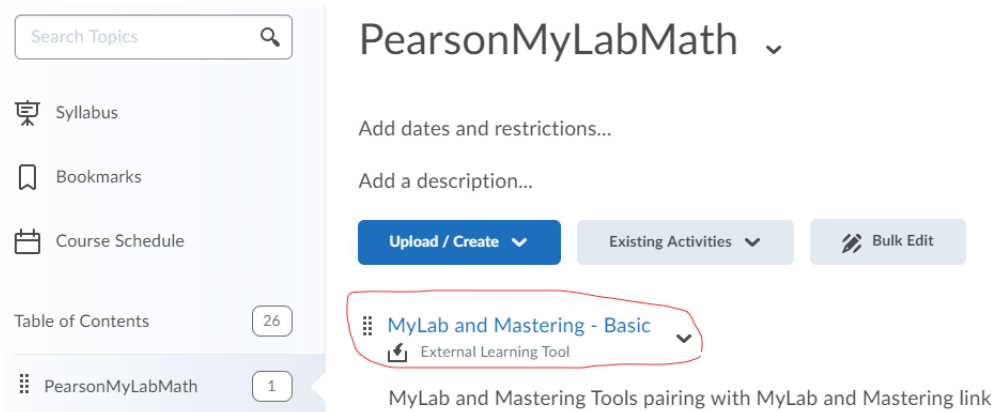 Search Topics
Syllabus
Bookmarks
Course Schedule
Table of Contents 26
PearsonMyLabMath 1
PearsonMyLabMath
Add dates and restrictions...
Add a description...
Upload / Create Existing Activities Bulk Edit
MyLab and Mastering - Basic
External Learning Tool
MyLab and Mastering Tools pairing with MyLab and Mastering link